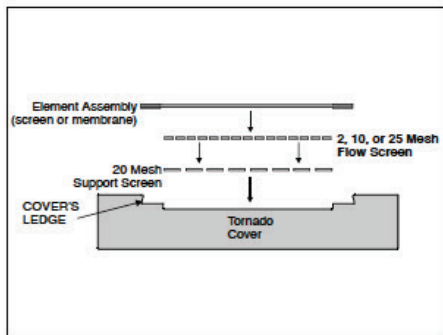 Element Assembly
(screen or membrane)
2, 10, or 25 Mesh
Flow Screen
20 Mesh
Support Screen
COVER'S
LEDGE
Tornado
Cover